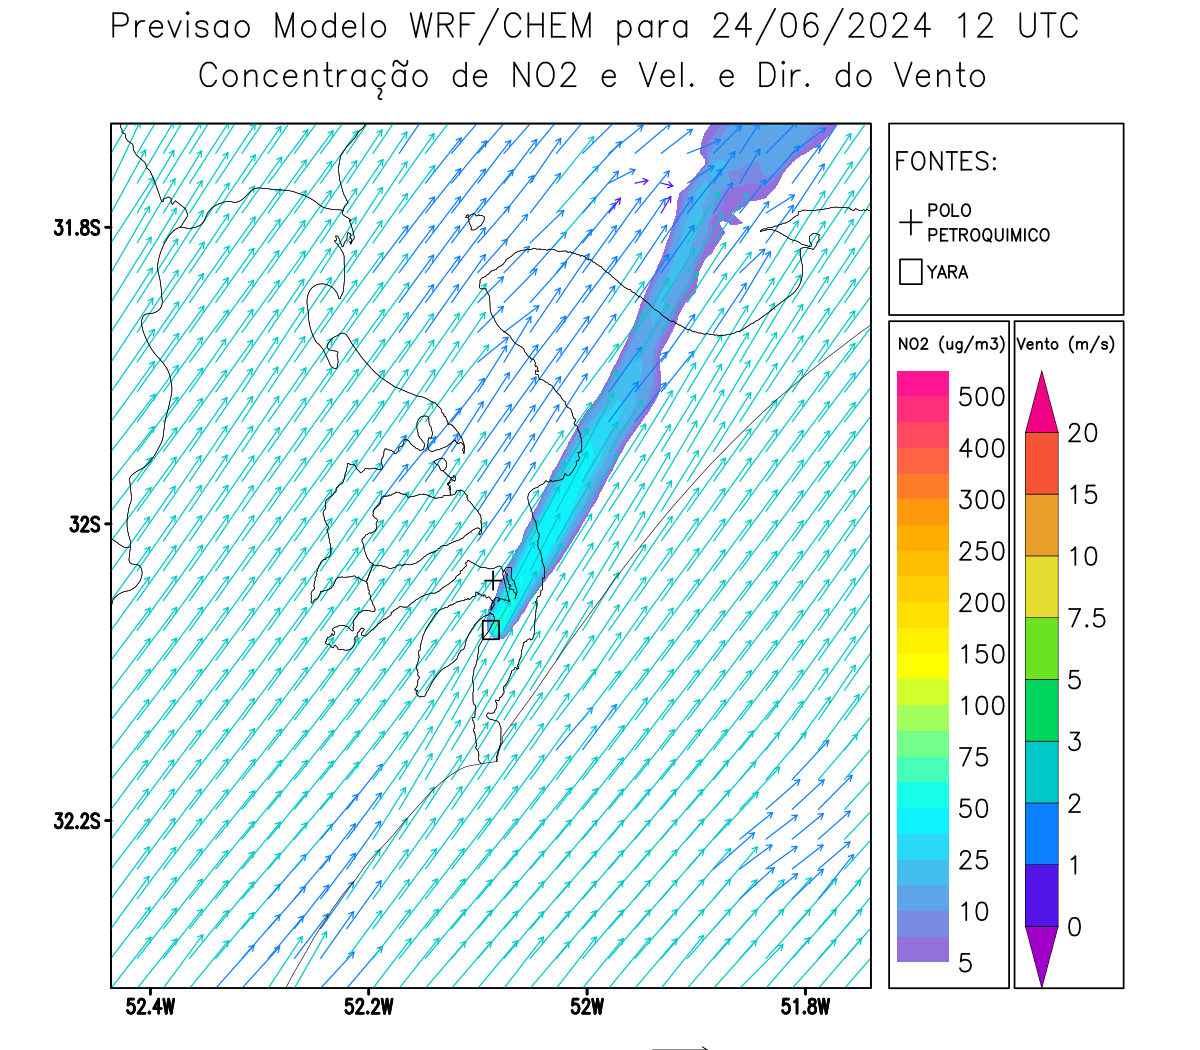 Previsao Modelo WRF/CHEM para 24/06/2024 12 UTC
Concentração de NO2 e Vel. e Dir. do Vento
FONTES:
POLO
PETROQUIMICO
YARA
NO2 (ug/m3)
500
400
300
250
200
150
100
75
50
25
10
5
Vento (m/s)
20
15
10
7.5
5
3
2
1
0
31.8S
32S
32.2S
52.4W
52.2W
52W
51.8W